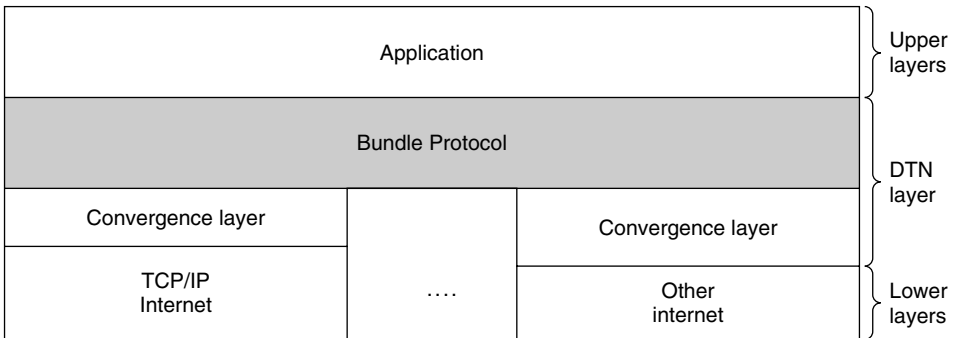 Application
Upper
layers
Bundle Protocol
DTN
layer
Convergence layer
Convergence layer
TCP/IP
Internet
....
Other
internet
Lower
layers